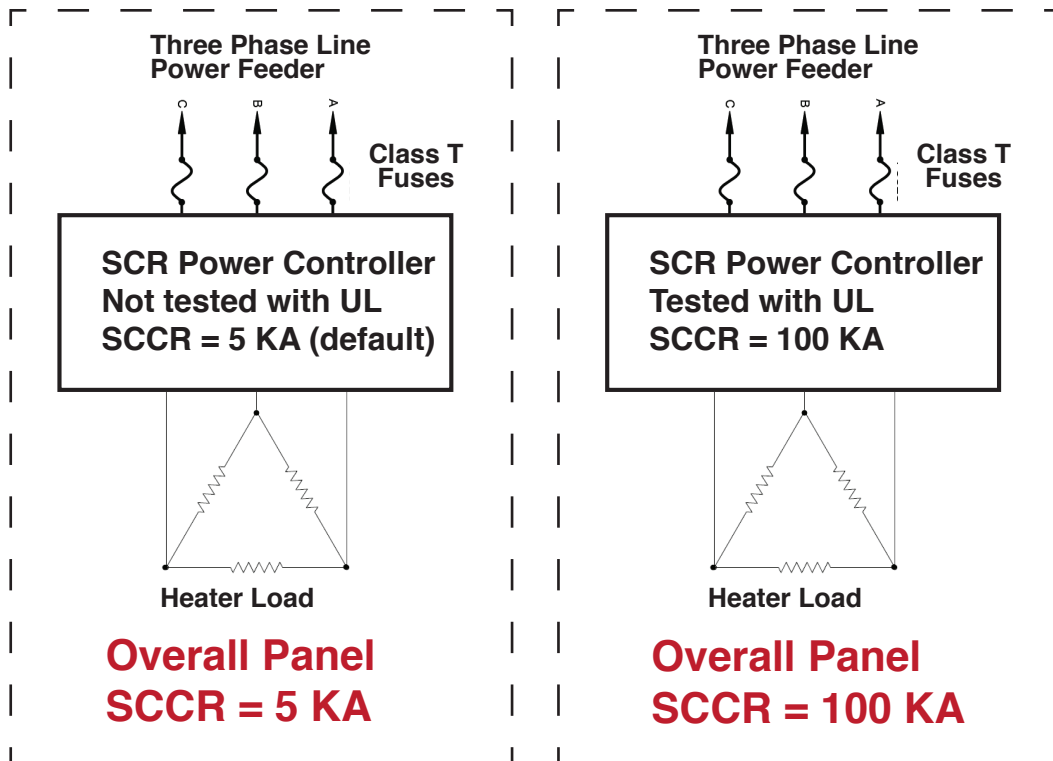 Three Phase Line
Power Feeder
C
B
A
Class T
Fuses
SCR Power Controller
Not tested with UL
SCCR = 5 KA (default)
Heater Load
Overall Panel
SCCR = 5 KA
Three Phase Line
Power Feeder
C
B
A
Class T
Fuses
SCR Power Controller
Tested with UL
SCCR = 100 KA
Heater Load
Overall Panel
SCCR = 100 KA